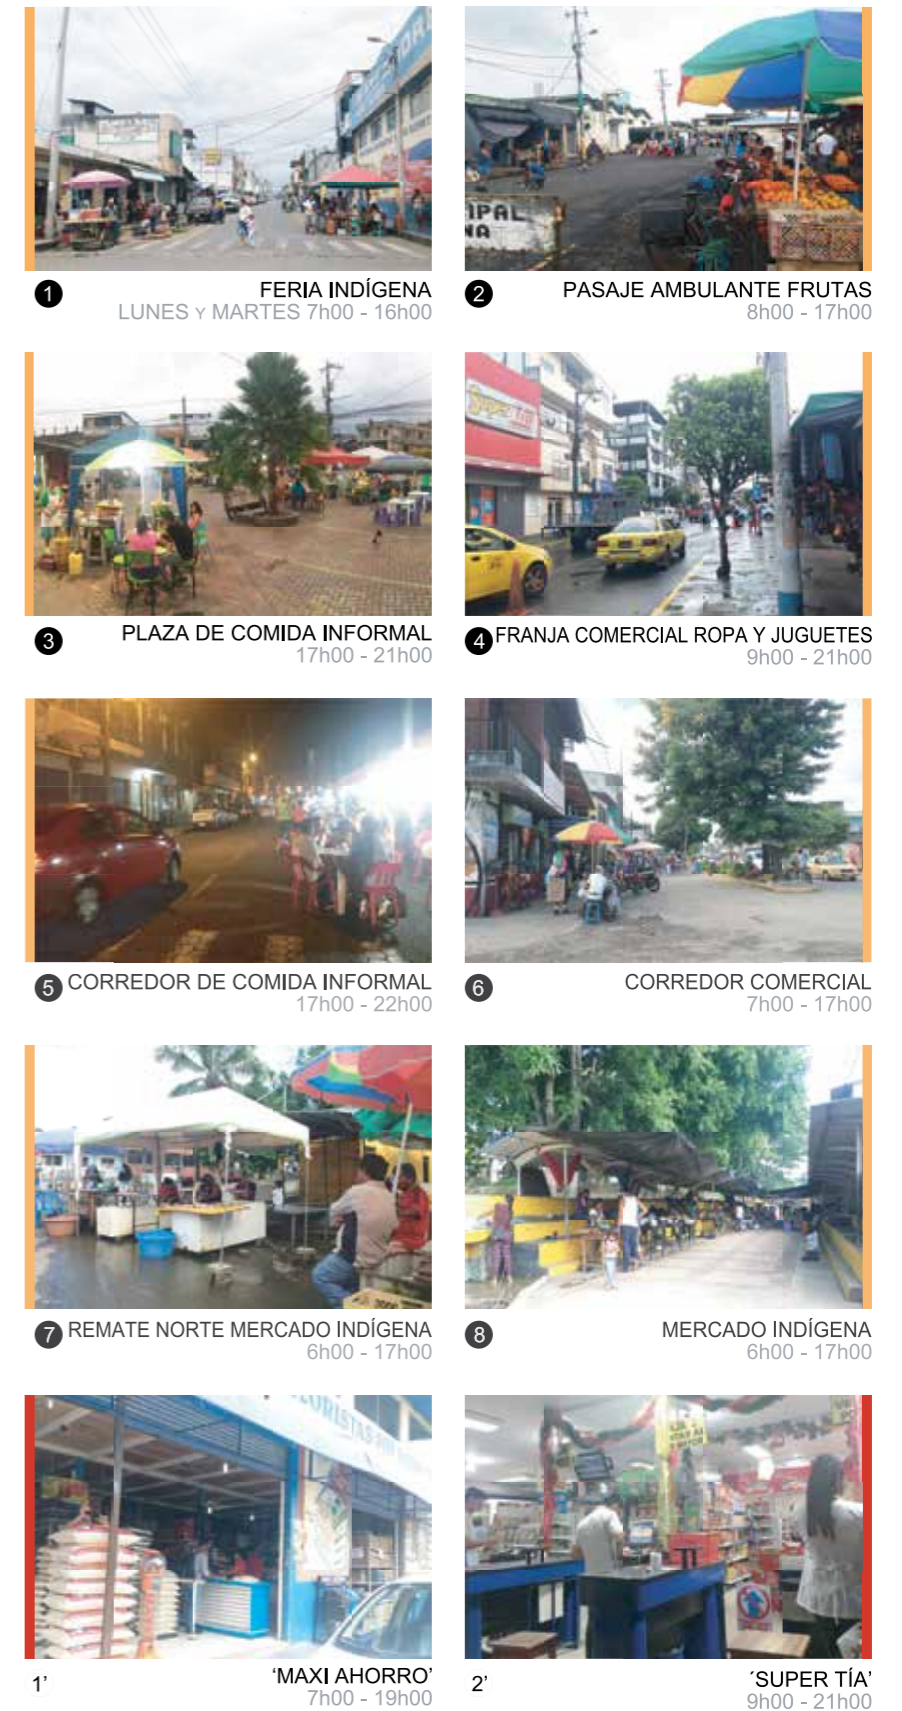 1 FERIA INDÍGENA
LUNES Y MARTES 7h00 - 16h00
IPAL
NA
2 PASAJE AMBULANTE FRUTAS
8h00 - 17h00
3 PLAZA DE COMIDA INFORMAL
17h00 - 21h00
4 FRANJA COMERCIAL ROPA Y JUGUETES
9h00 - 21h00
5 CORREDOR DE COMIDA INFORMAL
17h00 - 22h00
6 CORREDOR COMERCIAL
7h00 - 17h00
7 REMATE NORTE MERCADO INDÍGENA
6h00 - 17h00
8 MERCADO INDÍGENA
6h00 - 17h00
1’ ‘MAXI AHORRO’
7h00 - 19h00
2’ ´SUPER TÍA’
9h00 - 21h00